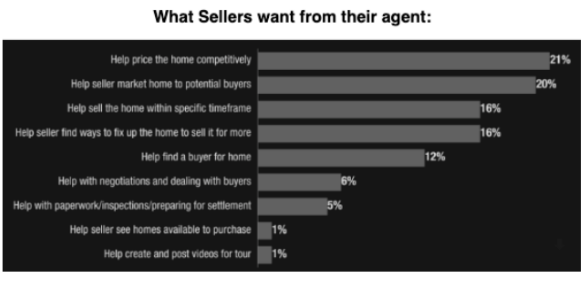 What Sellers want from their agent:
Help price the home competitively 21%
Help seller market home to potential buyers 20%
Help sell the home within specific timeframe 16%
Help seller find ways to fix up the home to sell it for more 16%
Help find a buyer for home 12%
Help with negotiations and dealing with buyers 6%
Help with paperwork/inspections/preparing for settlement 5%
Help seller see homes available to purchase 1%
Help create and post videos for tour 1%